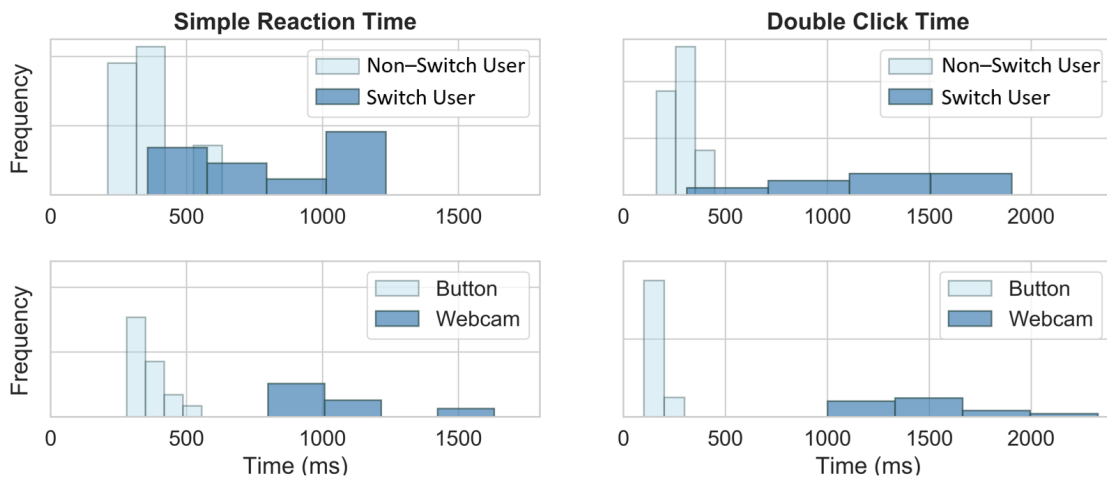 Simple Reaction Time
Frequency
Non–Switch User
Switch User
0 500 1000 1500
Double Click Time
Non–Switch User
Switch User
0 500 1000 1500 2000
Frequency
Button
Webcam
0 500 1000 1500
Time (ms)
Button
Webcam
0 500 1000 1500 2000
Time (ms)